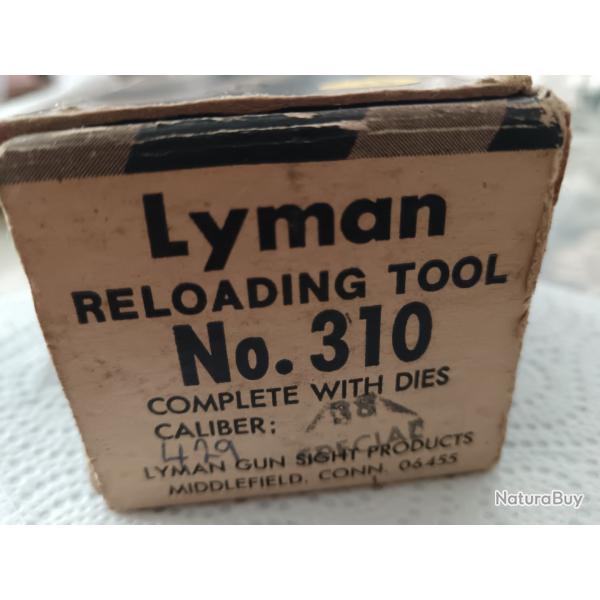 Lyman
RELOADING TOOL
No. 310
COMPLETE WITH DIES
CALIBER: 38
429 SPECIAL
LYMAN GUN SIGHT PRODUCTS
MIDDLEFIELD, CONN. 06455
NaturaBuy